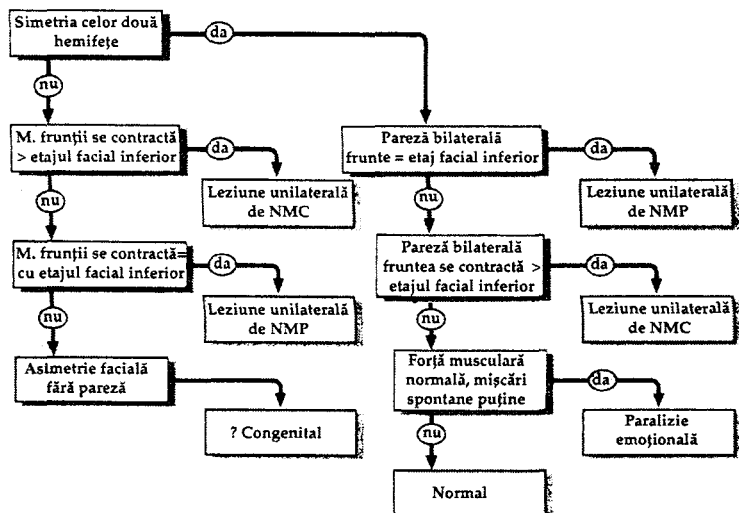 Simetria celor două
hemifețe
da
nu
M. frunții se contractă
> etajul facial inferior
da
Leziune unilaterală
de NMC
nu
M. frunții se contractă=
cu etajul facial inferior
da
Leziune unilaterală
de NMP
nu
Asimetrie facială
fără pareză
? Congenital
Pareză bilaterală
frunte = etaj facial inferior
da
Leziune unilaterală
de NMP
nu
Pareză bilaterală
fruntea se contractă >
etajul facial inferior
da
Leziune unilaterală
de NMC
nu
Forță musculară
normală, mișcări
spontane puține
da
Paralizie
emoțională
nu
Normal